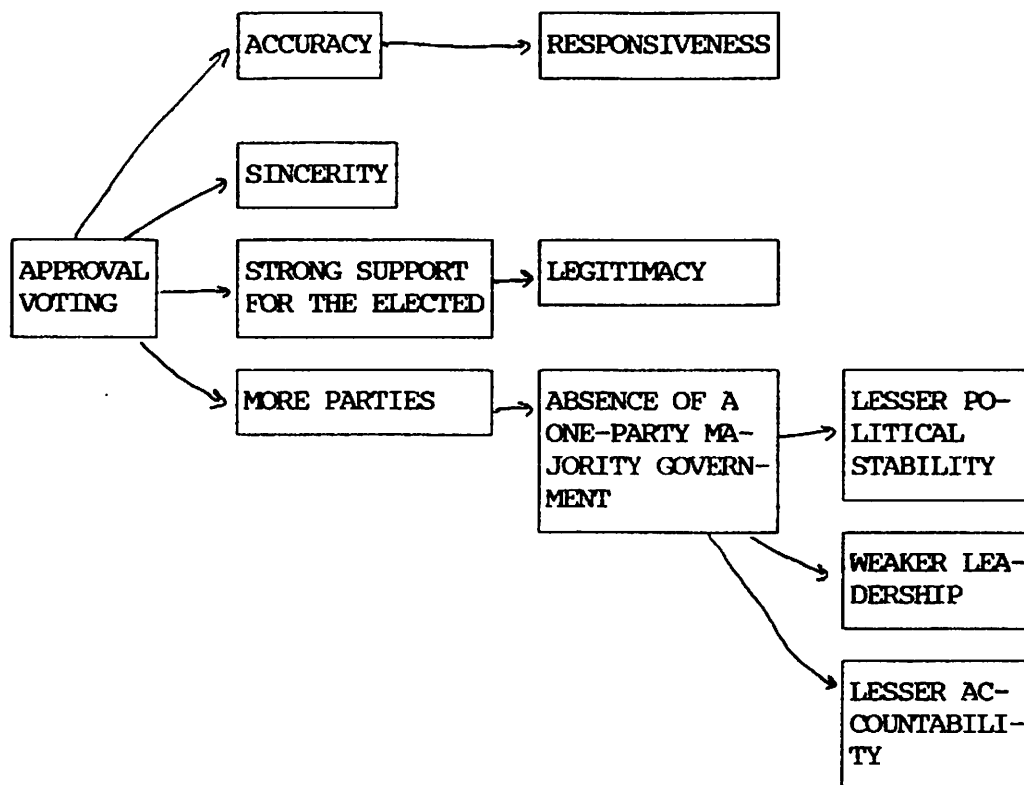 ACCURACY
RESPONSIVENESS
SINCERITY
APPROVAL
VOTING
STRONG SUPPORT
FOR THE ELECTED
LEGITIMACY
MORE PARTIES
ABSENCE OF A
ONE-PARTY MA-
JORITY GOVERN-
MENT
LESSER PO-
LITICAL
STABILITY
WEAKER LEA-
DERSHIP
LESSER AC-
COUNTABILI-
TY